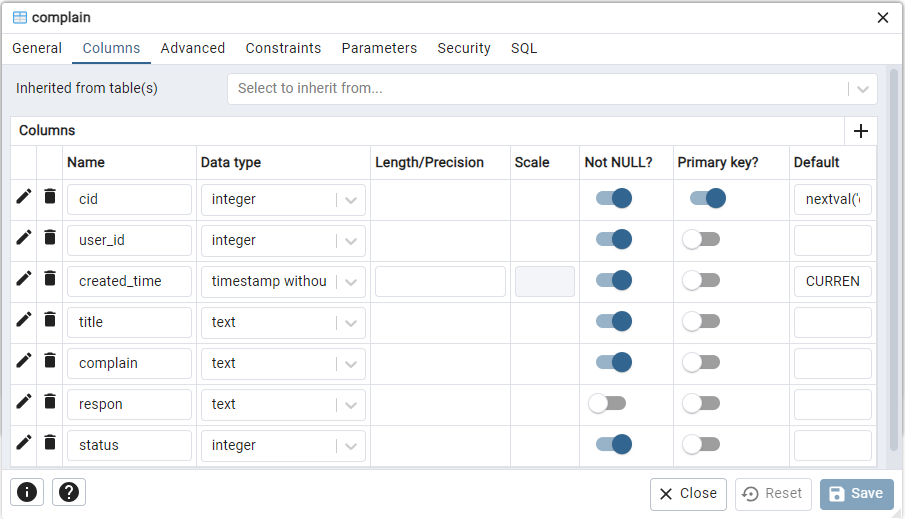 complain
General Columns Advanced Constraints Parameters Security SQL
Inherited from table(s) Select to inherit from...
Columns
Name Data type Length/Precision Scale Not NULL? Primary key? Default
cid integer nextval('
user_id integer
created_time timestamp withou CURREN
title text
complain text
respon text
status integer
Close Reset Save